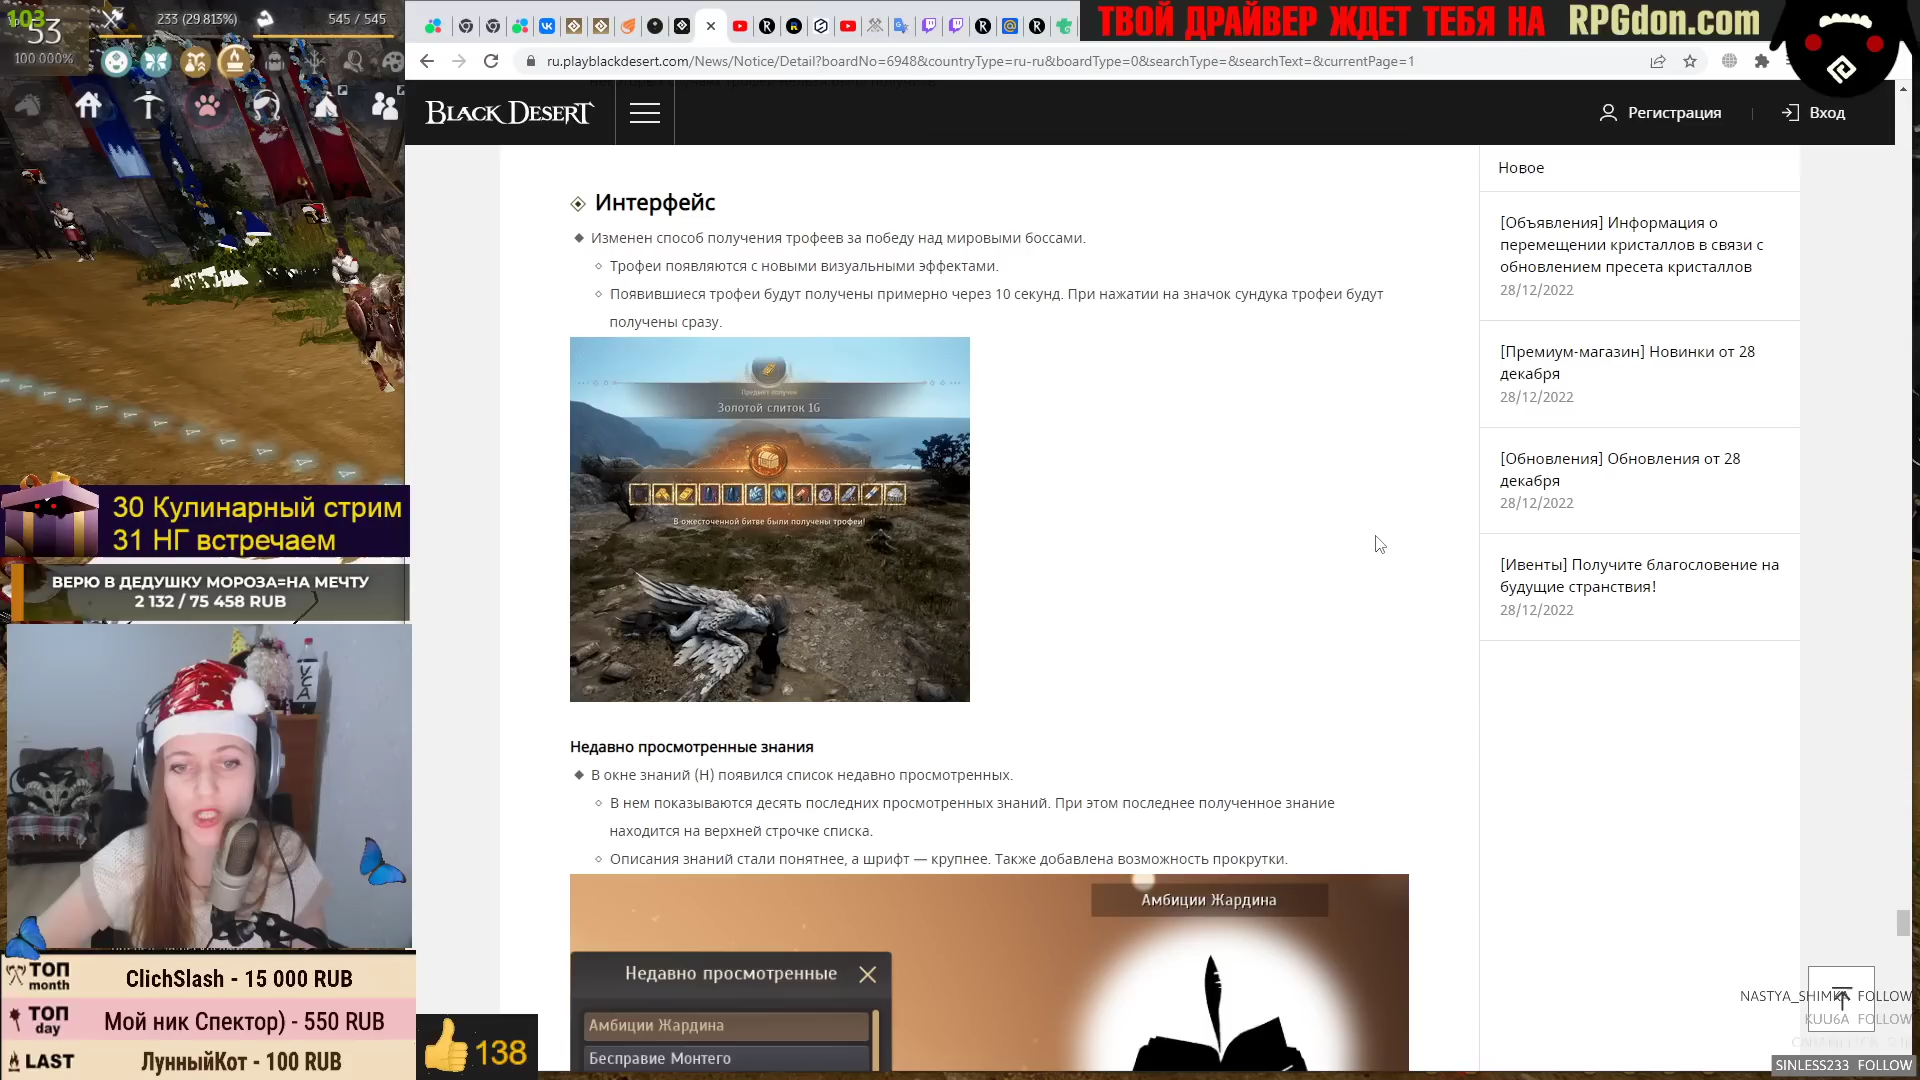 103
53
233 (29.813%)
545 / 545
100.000%
ТВОЙ ДРАЙВЕР ЖДЕТ ТЕБЯ НА RPGdon.com
ru.playblackdesert.com/News/Notice/Detail?boardNo=6948&countryType=ru-ru&boardType=0&searchType=&searchText=&currentPage=1
BLACK DESERT
Регистрация
Вход
Интерфейс
Изменен способ получения трофеев за победу над мировыми боссами.
Трофеи появляются с новыми визуальными эффектами.
Появившиеся трофеи будут получены примерно через 10 секунд. При нажатии на значок сундука трофеи будут
получены сразу.
Предмет получен
Золотой слиток 1G
В ожесточенной битве были получены трофеи!
Недавно просмотренные знания
В окне знаний (H) появился список недавно просмотренных.
В нем показываются десять последних просмотренных знаний. При этом последнее полученное знание
находится на верхней строчке списка.
Описания знаний стали понятнее, а шрифт — крупнее. Также добавлена возможность прокрутки.
Амбиции Жардина
Недавно просмотренные
Амбиции Жардина
Бесправие Монтего
Новое
[Объявления] Информация о
перемещении кристаллов в связи с
обновлением пресета кристаллов
28/12/2022
[Премиум-магазин] Новинки от 28
декабря
28/12/2022
[Обновления] Обновления от 28
декабря
28/12/2022
[Ивенты] Получите благословение на
будущие странствия!
28/12/2022
30 Кулинарный стрим
31 НГ встречаем
ВЕРЮ В ДЕДУШКУ МОРОЗА=НА МЕЧТУ
2 132 / 75 458 RUB
ТОП month
ClichSlash - 15 000 RUB
ТОП day
Мой ник Спектор) - 550 RUB
LAST
ЛунныйКот - 100 RUB
138
NASTYA_SHIMKA FOLLOW
KUU6A FOLLOW
SINLESS233 FOLLOW